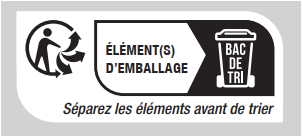 ÉLÉMENT(S)
D'EMBALLAGE
BAC
DE
TRI
Séparez les éléments avant de trier